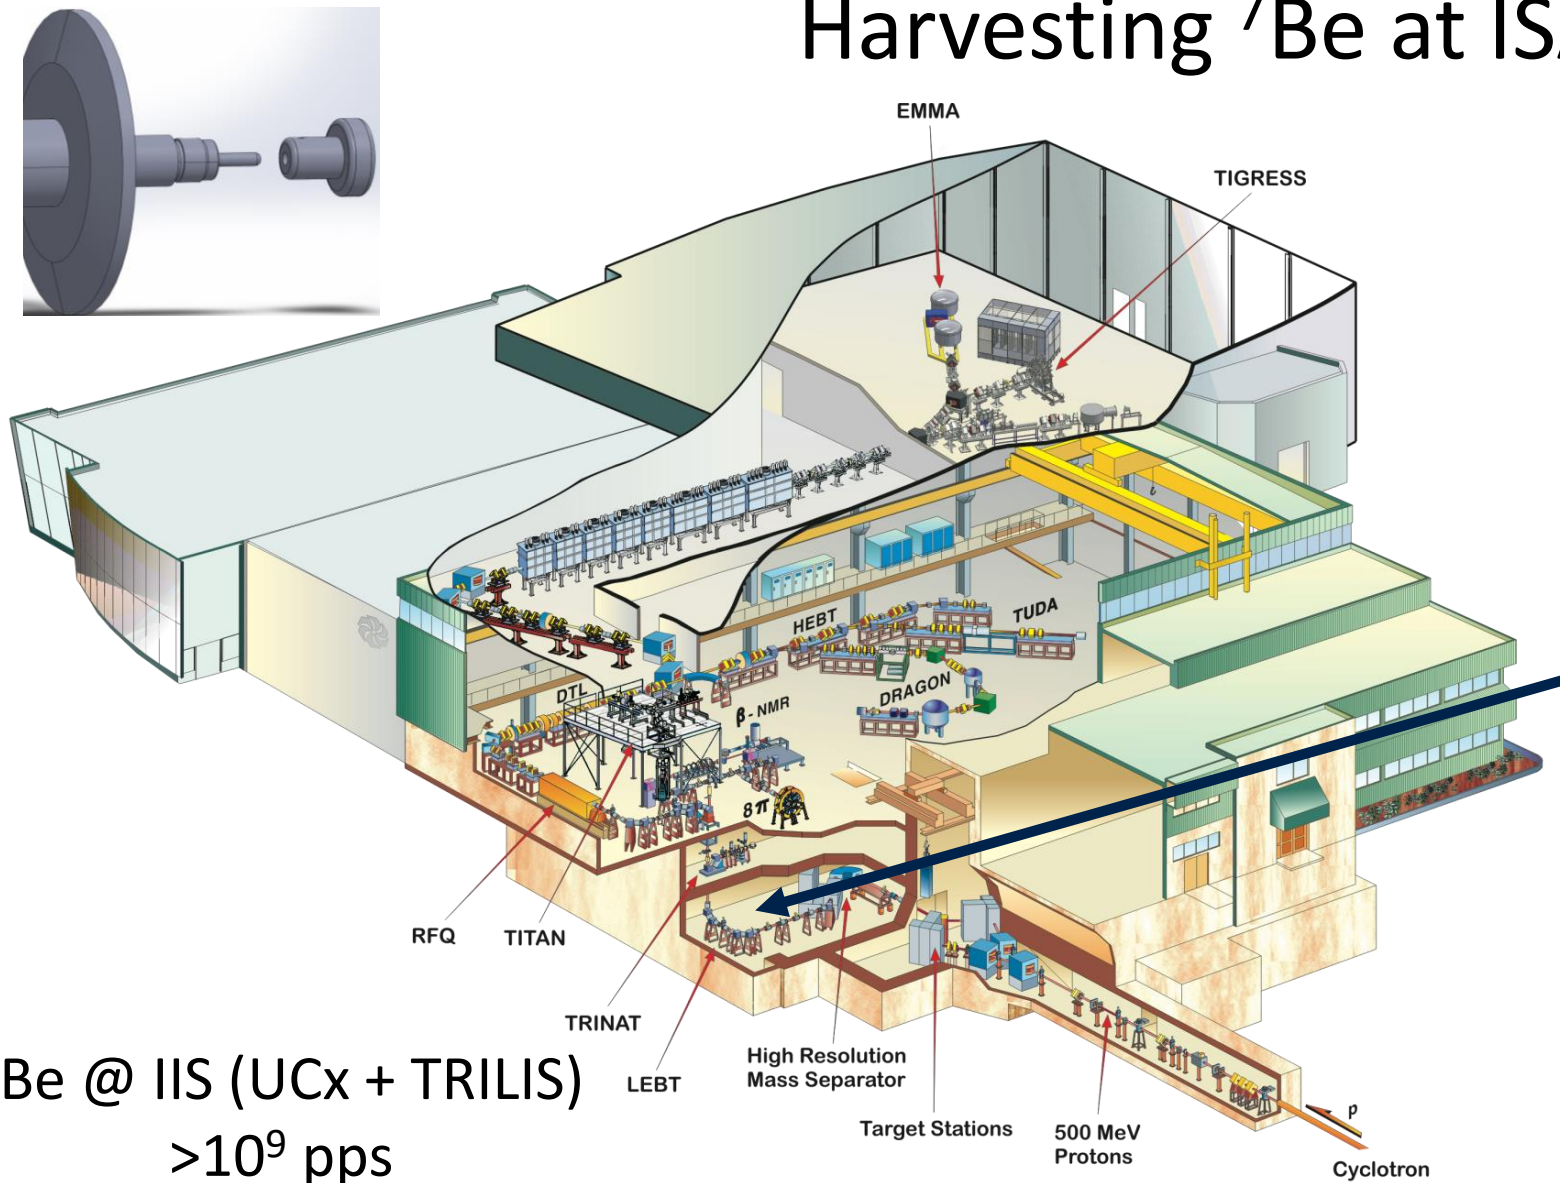 Harvesting ⁷Be at IS
EMMA
TIGRESS
i
HEBT
TUDA
DTL
β-NMR
DRAGON
8π
RFQ
TITAN
TRINAT
LEBT
High Resolution
Mass Separator
Target Stations
500 MeV
Protons
p
Cyclotron
Be @ IIS (UCx + TRILIS)
>10⁹ pps